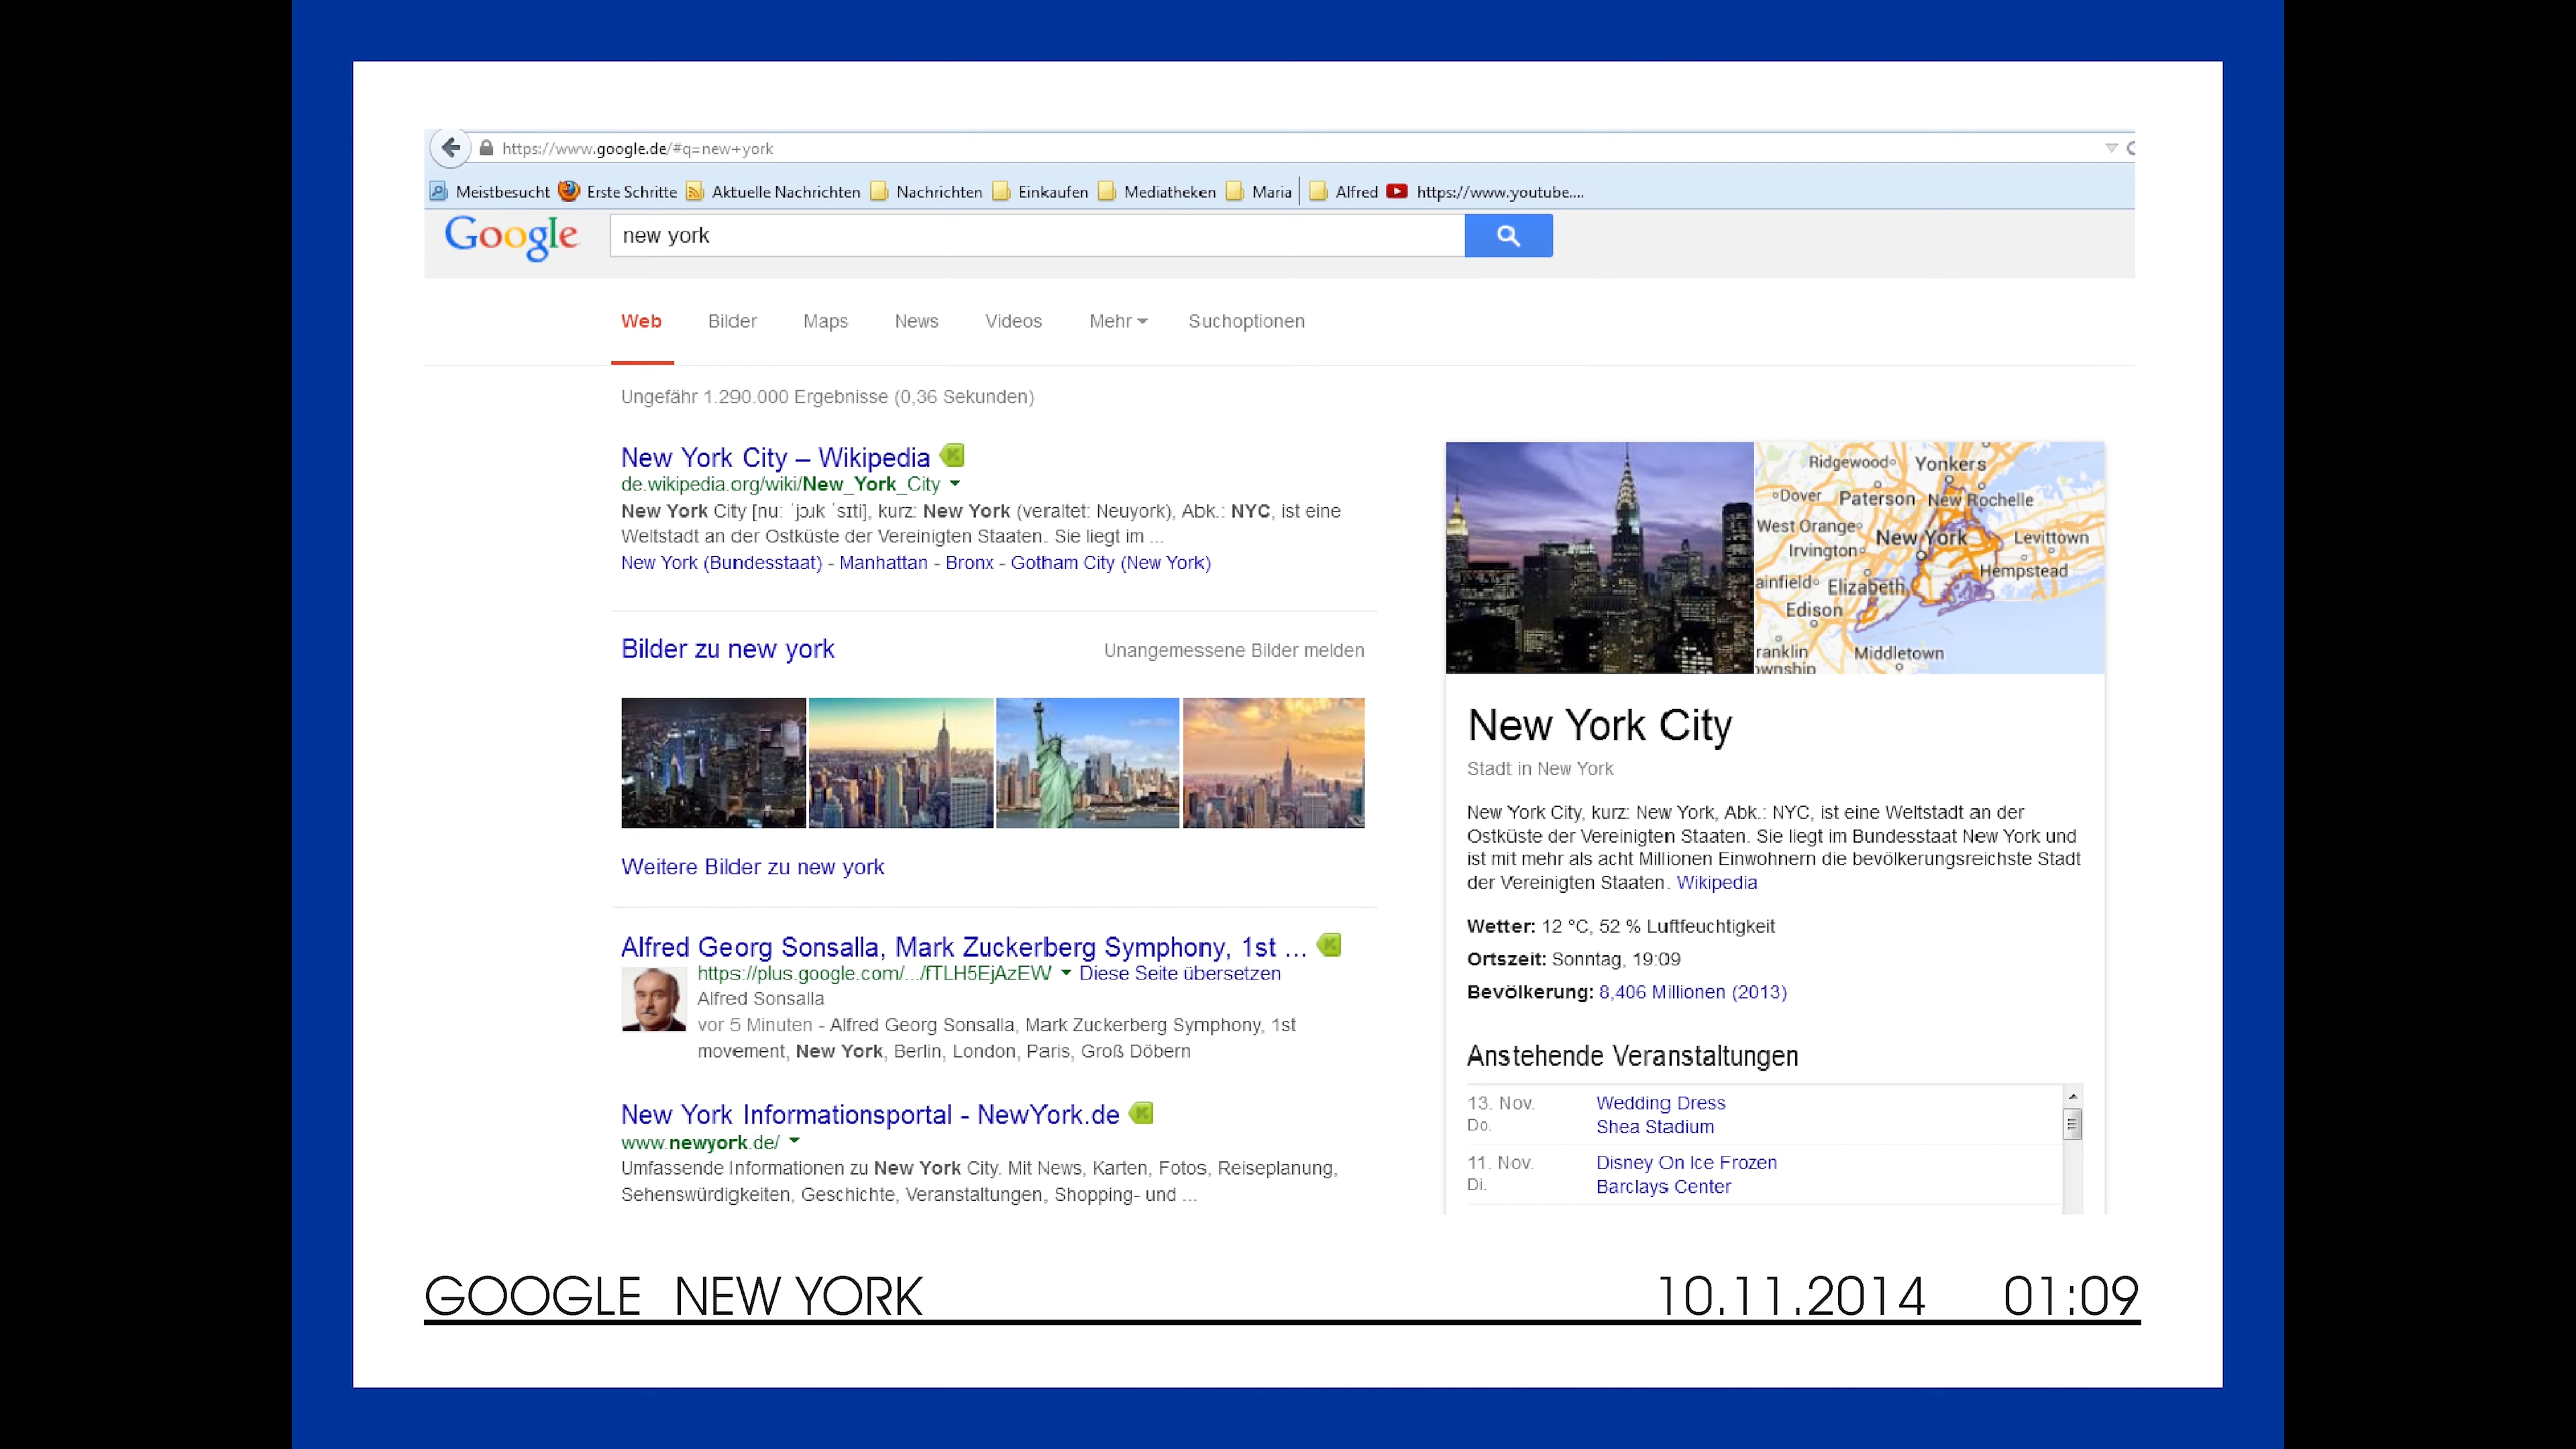 https://www.google.de/#q=new+york
Meistbesucht Erste Schritte Aktuelle Nachrichten Nachrichten Einkaufen Mediatheken Maria Alfred https://www.youtube....
Google new york
Web Bilder Maps News Videos Mehr Suchoptionen
Ungefähr 1.290.000 Ergebnisse (0,36 Sekunden)
New York City – Wikipedia
de.wikipedia.org/wiki/New_York_City
New York City [nuː ˈjɔɹk ˈsɪti], kurz: New York (veraltet: Neuyork), Abk.: NYC, ist eine
Weltstadt an der Ostküste der Vereinigten Staaten. Sie liegt im ...
New York (Bundesstaat) - Manhattan - Bronx - Gotham City (New York)
Bilder zu new york Unangemessene Bilder melden
Weitere Bilder zu new york
Alfred Georg Sonsalla, Mark Zuckerberg Symphony, 1st ...
https://plus.google.com/.../fTLH5EjAzEW Diese Seite übersetzen
Alfred Sonsalla
vor 5 Minuten - Alfred Georg Sonsalla, Mark Zuckerberg Symphony, 1st
movement, New York, Berlin, London, Paris, Groß Döbern
New York Informationsportal - NewYork.de
www.newyork.de/
Umfassende Informationen zu New York City. Mit News, Karten, Fotos, Reiseplanung,
Sehenswürdigkeiten, Geschichte, Veranstaltungen, Shopping- und ...
Ridgewood Yonkers
Dover Paterson New Rochelle
West Orange
New York Levittown
Irvington
Hempstead
ainfield Elizabeth
Edison
ranklin Middletown
ownship
New York City
Stadt in New York
New York City, kurz: New York, Abk.: NYC, ist eine Weltstadt an der
Ostküste der Vereinigten Staaten. Sie liegt im Bundesstaat New York und
ist mit mehr als acht Millionen Einwohnern die bevölkerungsreichste Stadt
der Vereinigten Staaten. Wikipedia
Wetter: 12 °C, 52 % Luftfeuchtigkeit
Ortszeit: Sonntag, 19:09
Bevölkerung: 8,406 Millionen (2013)
Anstehende Veranstaltungen
13. Nov. Wedding Dress
Do. Shea Stadium
11. Nov. Disney On Ice Frozen
Di. Barclays Center
GOOGLE NEW YORK 10.11.2014 01:09